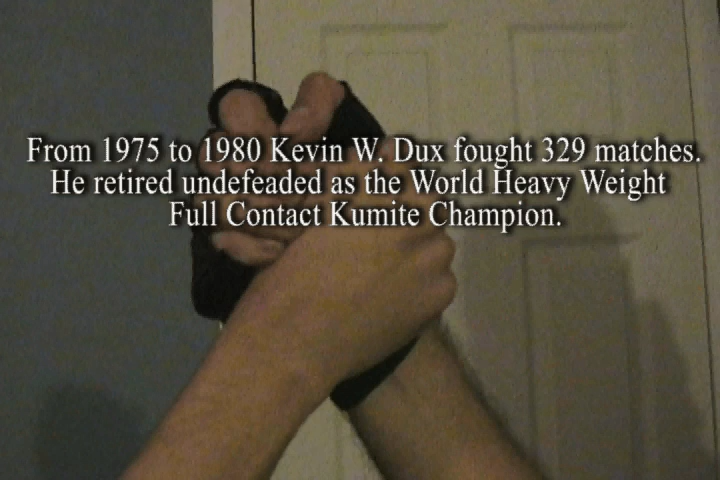 From 1975 to 1980 Kevin W. Dux fought 329 matches.
He retired undefeaded as the World Heavy Weight
Full Contact Kumite Champion.